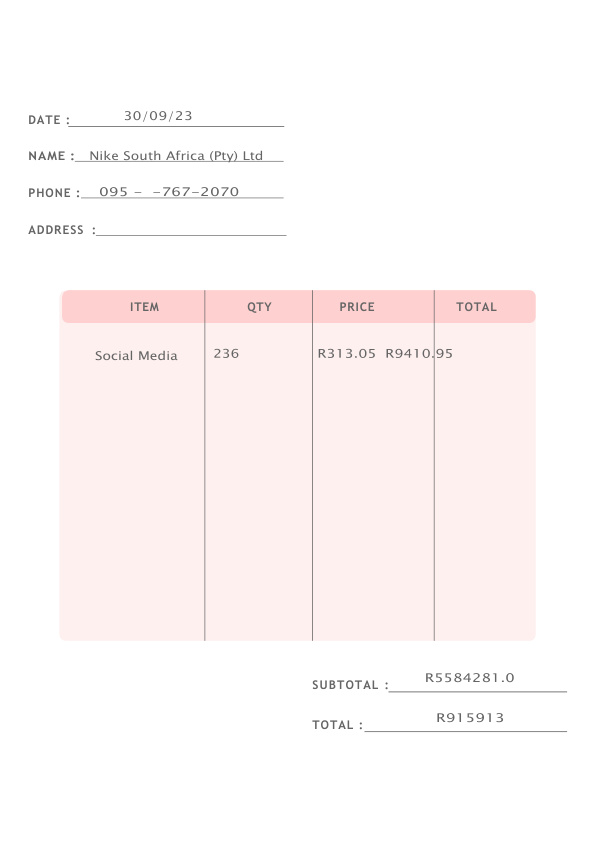 DATE : 30/09/23
NAME : Nike South Africa (Pty) Ltd
PHONE : 095 – –767–2070
ADDRESS :
ITEM QTY PRICE TOTAL
Social Media 236 R313.05 R9410.95
SUBTOTAL : R5584281.0
TOTAL : R915913